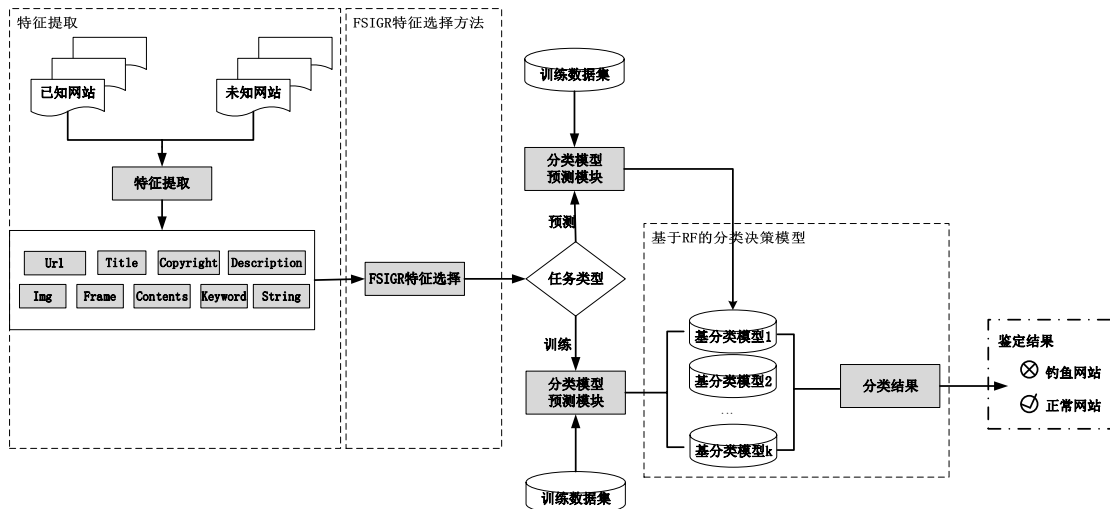 特征提取
FSIGR特征选择方法
已知网站
未知网站
特征提取
Url
Title
Copyright
Description
Img
Frame
Contents
Keyword
String
FSIGR特征选择
训练数据集
分类模型
预测模块
预测
任务类型
训练
分类模型
预测模块
训练数据集
基于RF的分类决策模型
基分类模型1
基分类模型2
...
基分类模型k
分类结果
鉴定结果
钓鱼网站
正常网站